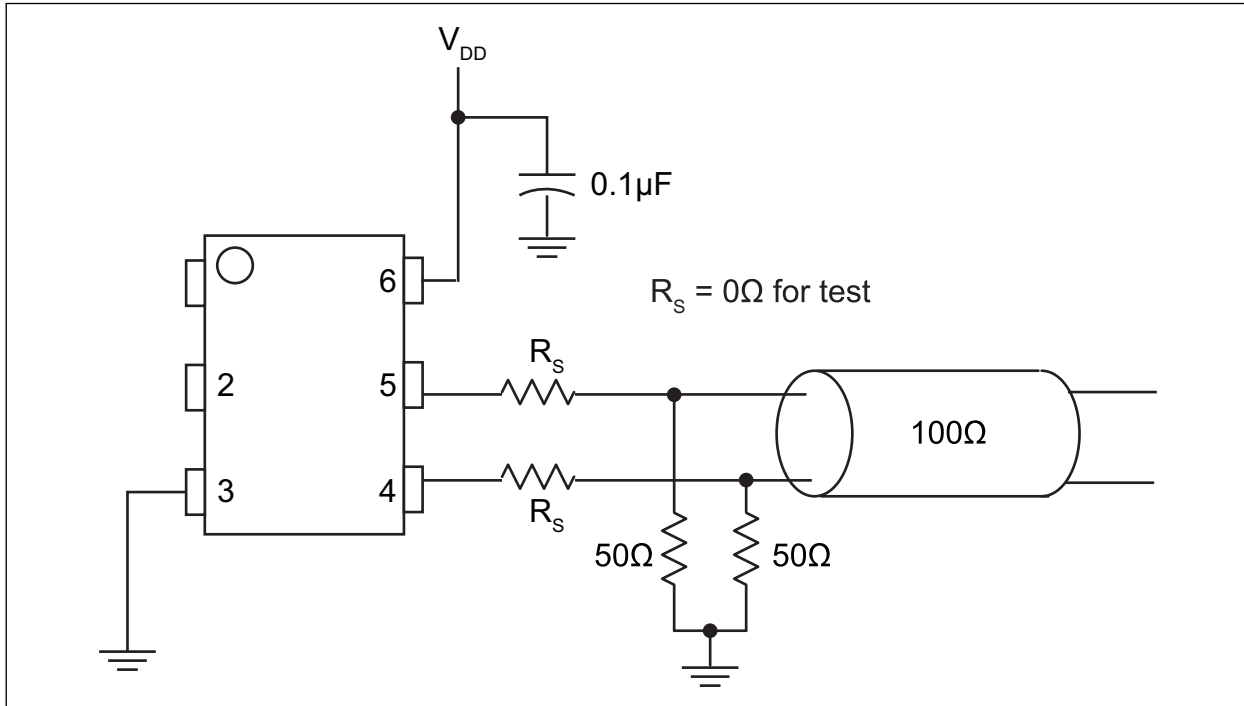 V_DD
0.1µF
6
R_S = 0Ω for test
2
5
R_S
100Ω
3
4
R_S
50Ω
50Ω